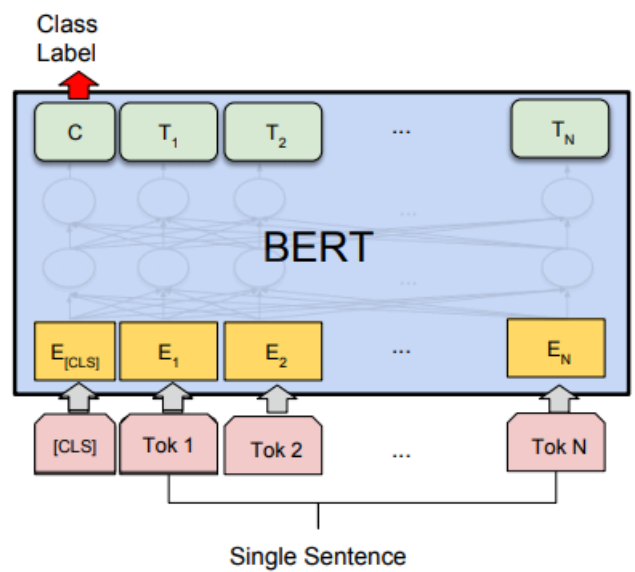 Class
Label
C T1 T2 ... TN
...
BERT
...
E[CLS] E1 E2 ... EN
[CLS] Tok 1 Tok 2 ... Tok N
Single Sentence